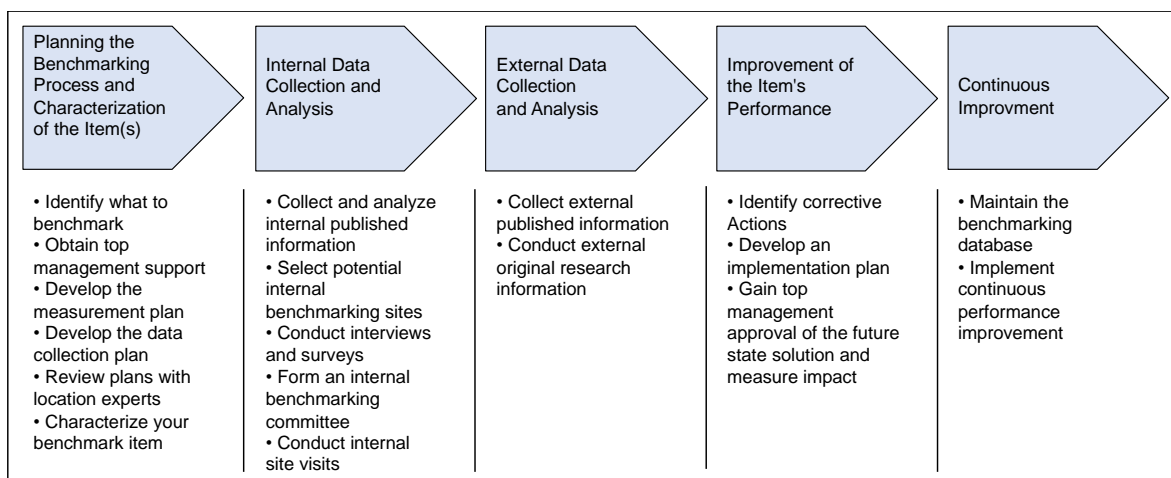 Planning the
Benchmarking
Process and
Characterization
of the Item(s)
Internal Data
Collection and
Analysis
External Data
Collection
and Analysis
Improvement of
the Item's
Performance
Continuous
Improvment
• Identify what to
benchmark
• Obtain top
management support
• Develop the
measurement plan
• Develop the data
collection plan
• Review plans with
location experts
• Characterize your
benchmark item
• Collect and analyze
internal published
information
• Select potential
internal
benchmarking sites
• Conduct interviews
and surveys
• Form an internal
benchmarking
committee
• Conduct internal
site visits
• Collect external
published information
• Conduct external
original research
information
• Identify corrective
Actions
• Develop an
implementation plan
• Gain top
management
approval of the future
state solution and
measure impact
• Maintain the
benchmarking
database
• Implement
continuous
performance
improvement